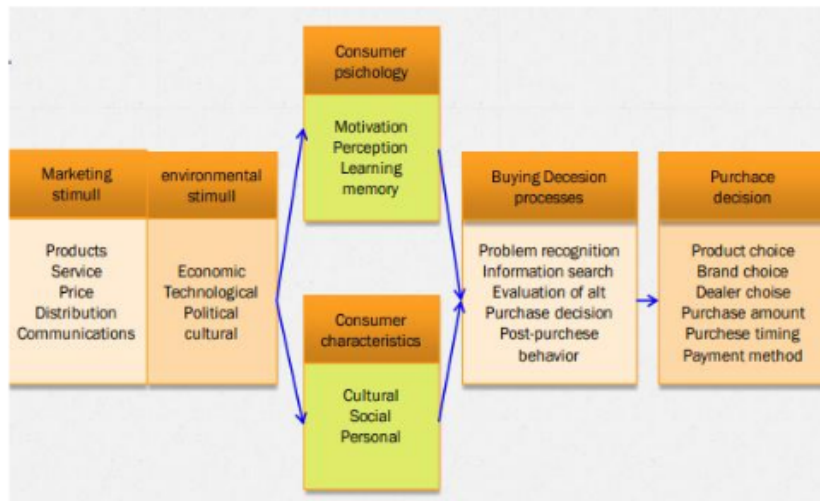 Marketing
stimull
Products
Service
Price
Distribution
Communications
environmental
stimull
Economic
Technological
Political
cultural
Consumer
psichology
Motivation
Perception
Learning
memory
Consumer
characteristics
Cultural
Social
Personal
Buying Decesion
processes
Problem recognition
Information search
Evaluation of alt
Purchase decision
Post-purchese
behavior
Purchace
decision
Product choice
Brand choice
Dealer choise
Purchase amount
Purchese timing
Payment method